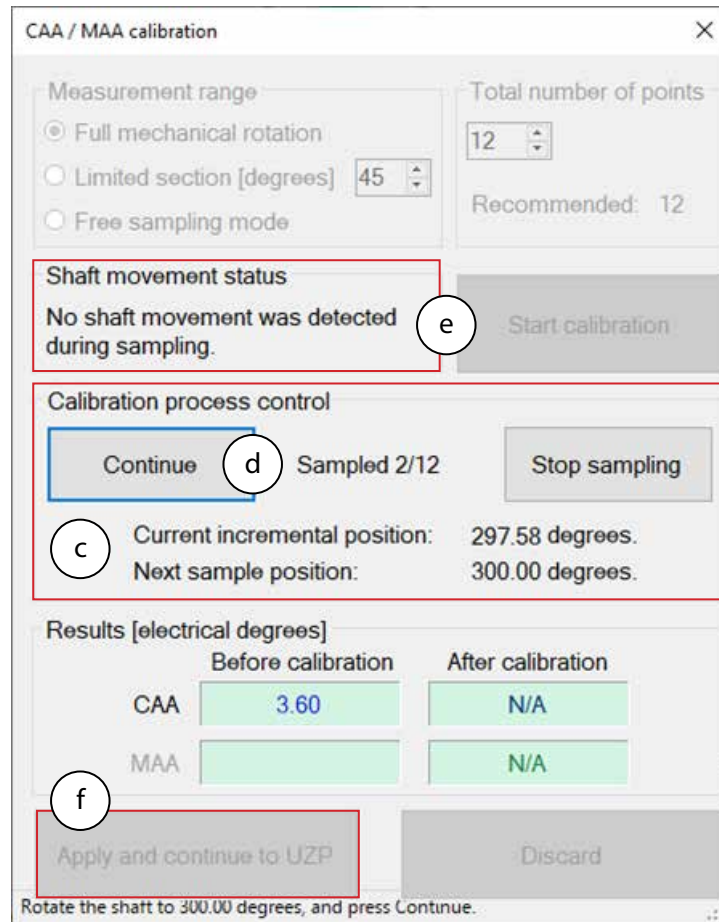 CAA / MAA calibration
Measurement range
Total number of points
Full mechanical rotation
12
Limited section [degrees] 45
Recommended: 12
Free sampling mode
Shaft movement status
No shaft movement was detected
during sampling.
e
Start calibration
Calibration process control
Continue
d
Sampled 2/12
Stop sampling
c
Current incremental position: 297.58 degrees.
Next sample position: 300.00 degrees.
Results [electrical degrees]
Before calibration After calibration
CAA 3.60 N/A
MAA N/A
f
Apply and continue to UZP
Discard
Rotate the shaft to 300.00 degrees, and press Continue.